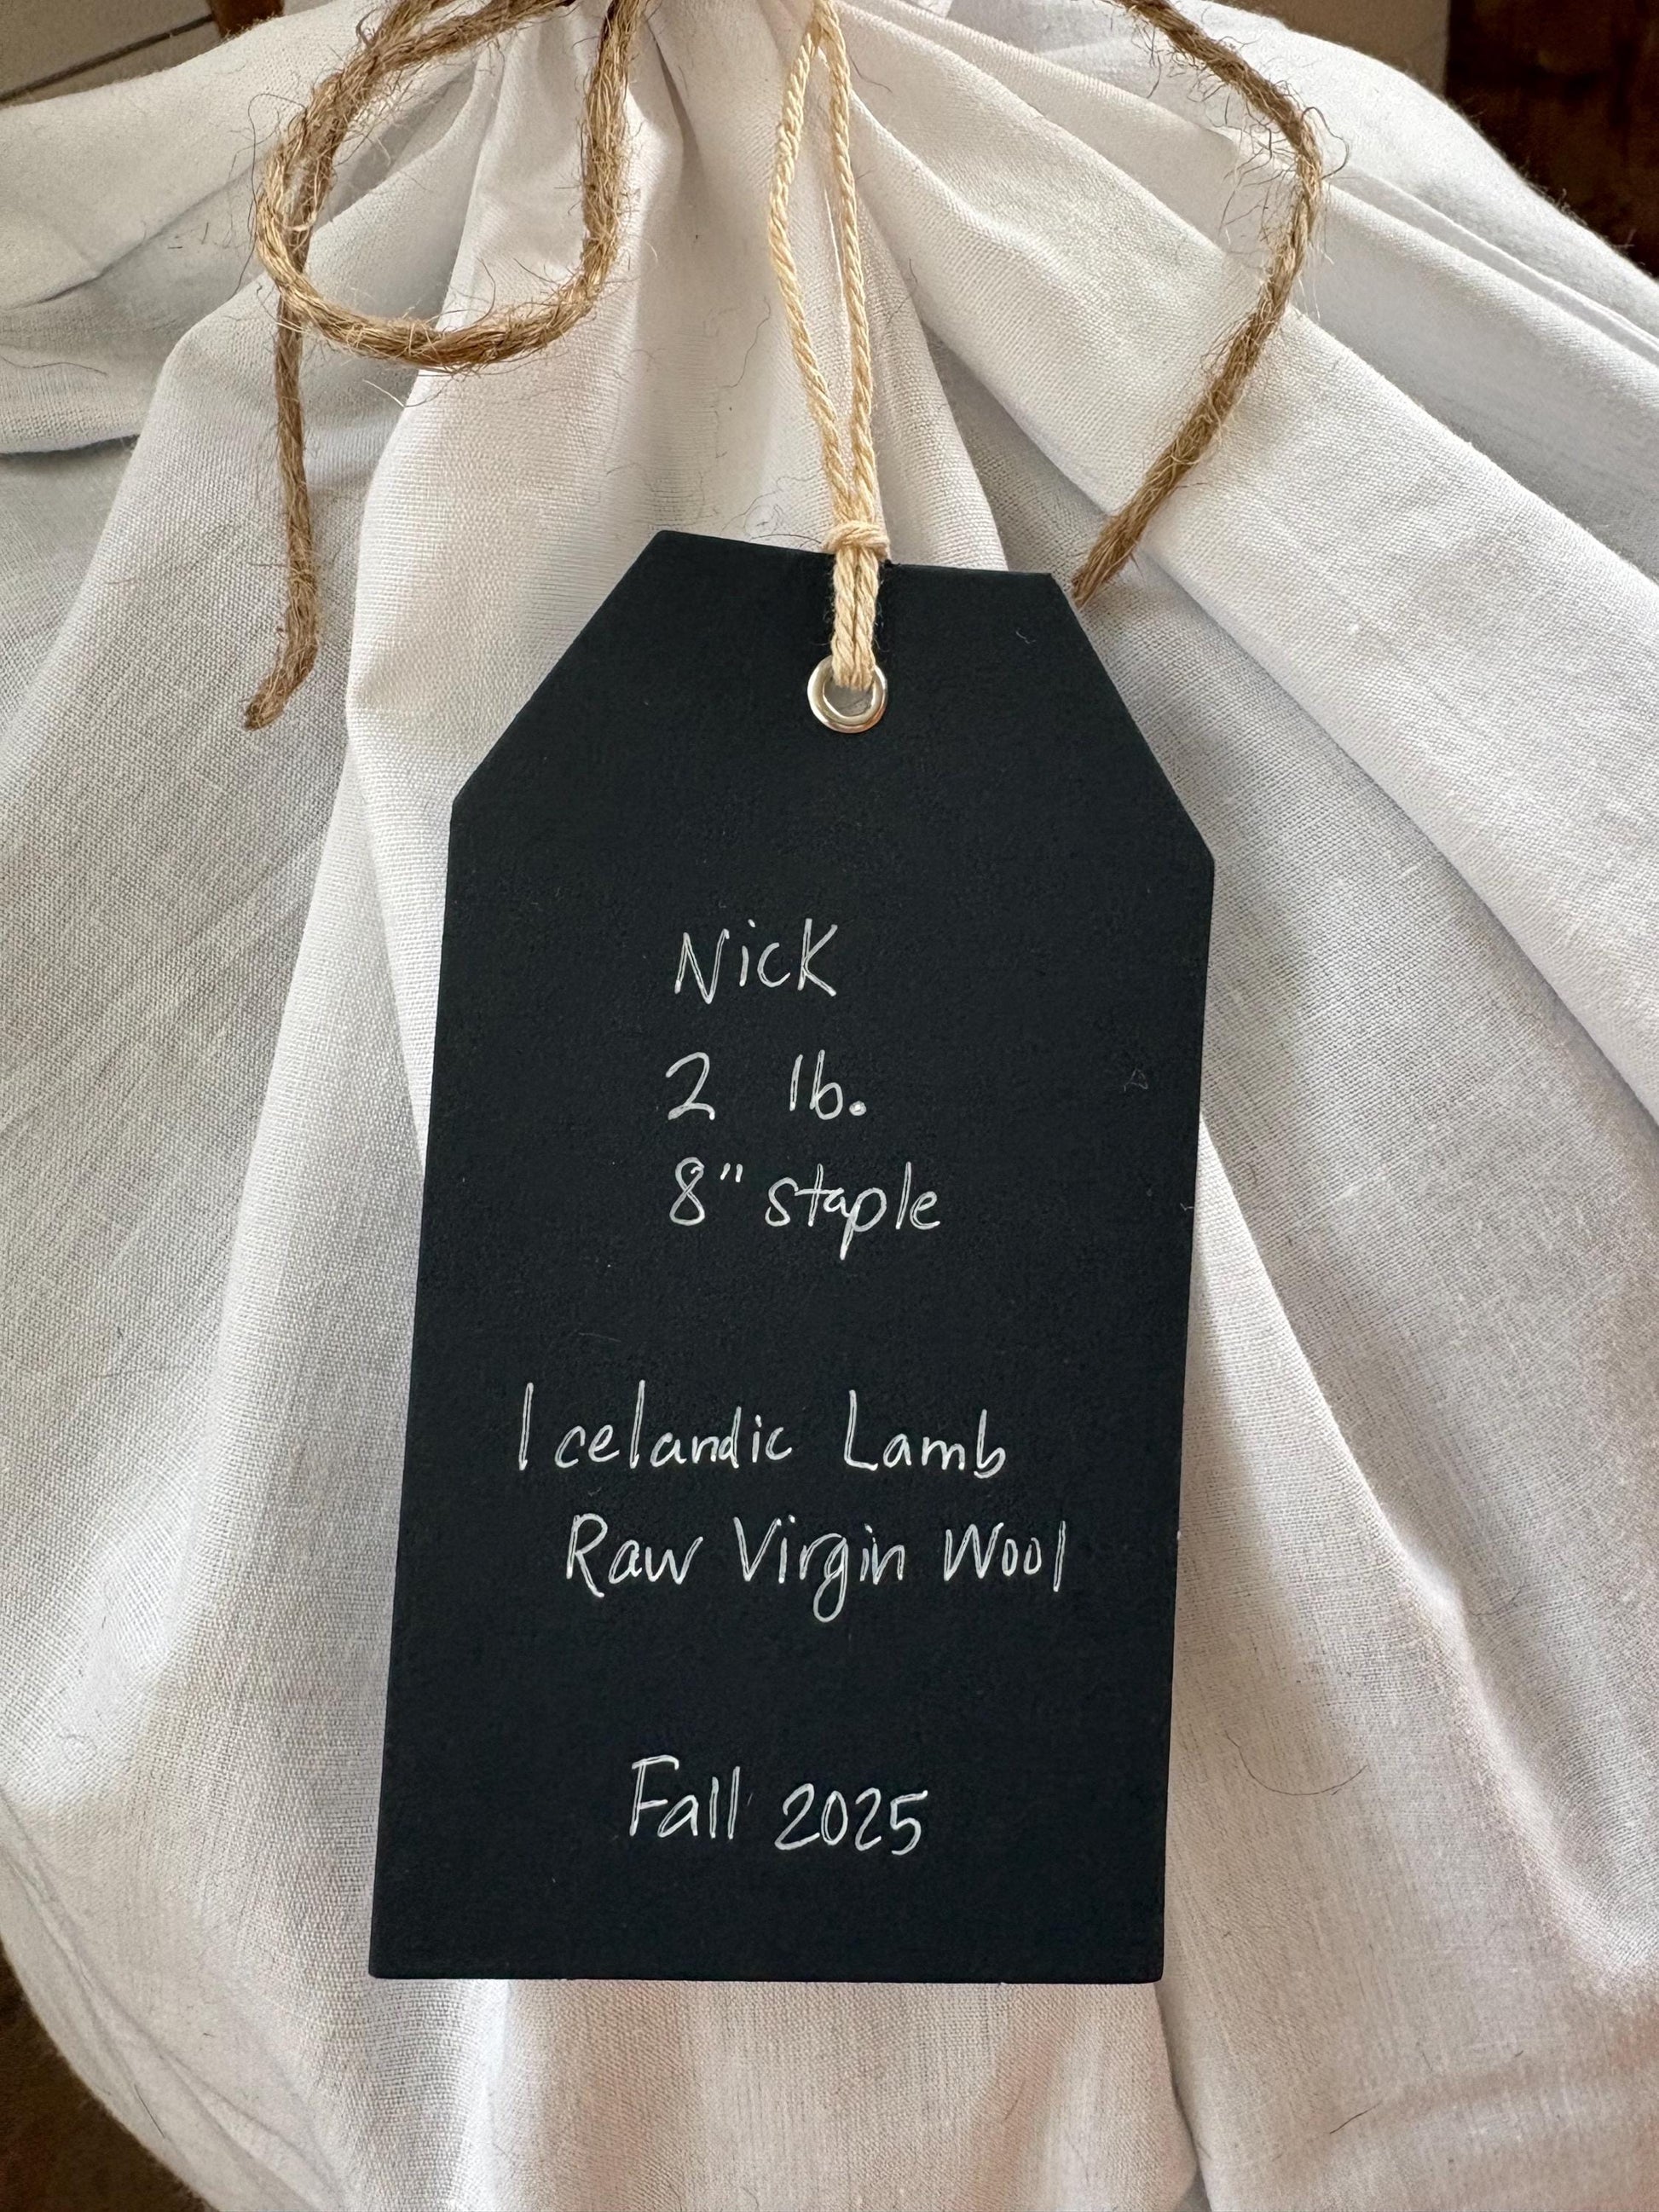 Nick
2 lb.
8" staple
Icelandic Lamb
Raw Virgin Wool
Fall 2025